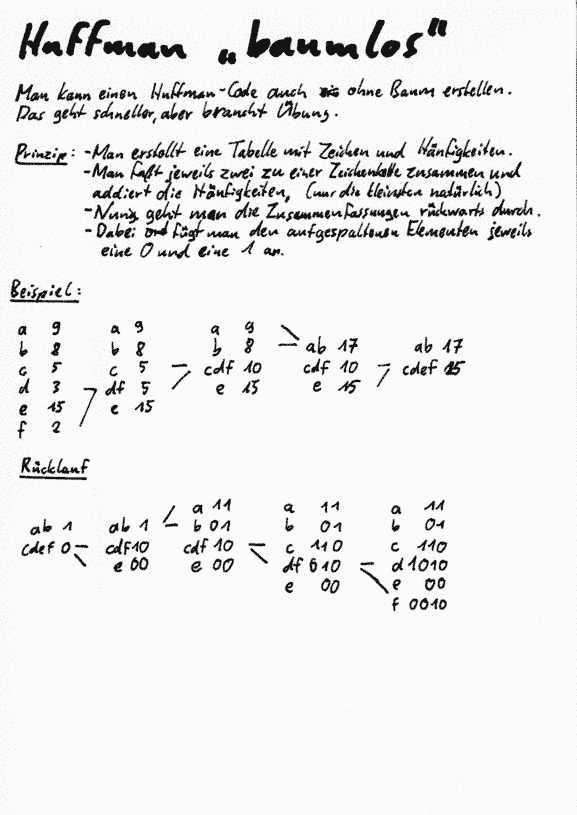 Huffman „baumlos“
Man kann einen Huffman-Code auch ohne Baum erstellen.
Das geht schneller, aber braucht Übung.
Prinzip: -Man erstellt eine Tabelle mit Zeichen und Häufigkeiten.
-Man faßt jeweils zwei zu einer Zeichenkette zusammen und
addiert die Häufigkeiten, (nur die kleinsten natürlich)
-Nun geht man die Zusammenfassungen rückwarts durch.
-Dabei fügt man den aufgespaltenen Elementen jeweils
eine 0 und eine 1 an.
Beispiel:
a 9 a 9 a 9
b 8 b 8 b 8 ab 17 ab 17
c 5 c 5 cdf 10 cdf 10 cdef 25
d 3 df 5 e 15 e 15
e 15 e 15
f 2
Rücklauf
a 11 a 11 a 11
ab 1 ab 1 b 01 b 01 b 01
cdef 0 cdf 10 cdf 10 c 110 c 110
e 00 e 00 df 010 d 1010
e 00 e 00
f 0010